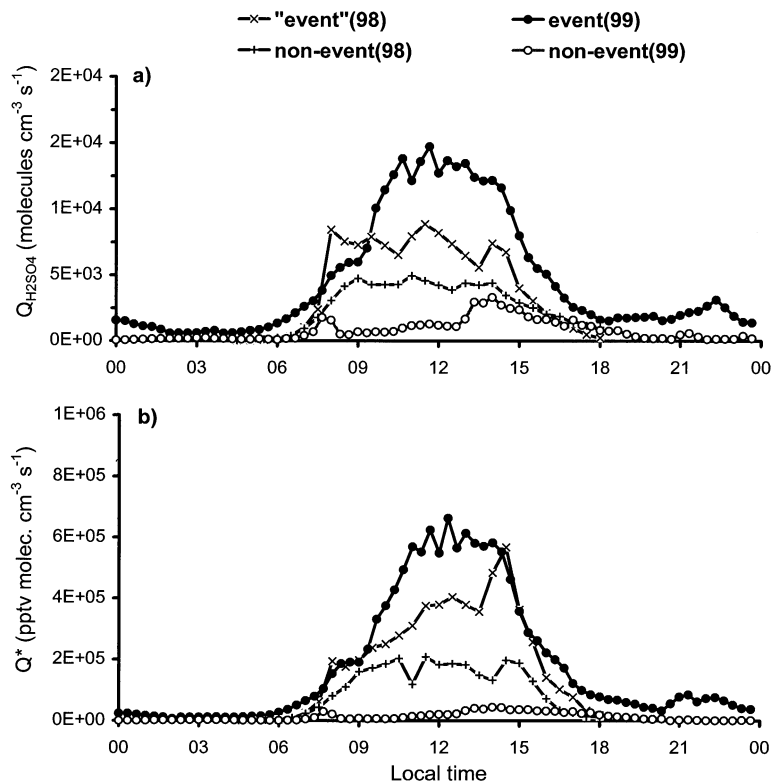 "event"(98) event(99)
non-event(98) non-event(99)
a)
2E+04
2E+04
1E+04
5E+03
0E+00
Q_H2SO4 (molecules cm⁻³ s⁻¹)
00 03 06 09 12 15 18 21 00
b)
1E+06
8E+05
6E+05
4E+05
2E+05
0E+00
Q* (pptv molec. cm⁻³ s⁻¹)
00 03 06 09 12 15 18 21 00
Local time